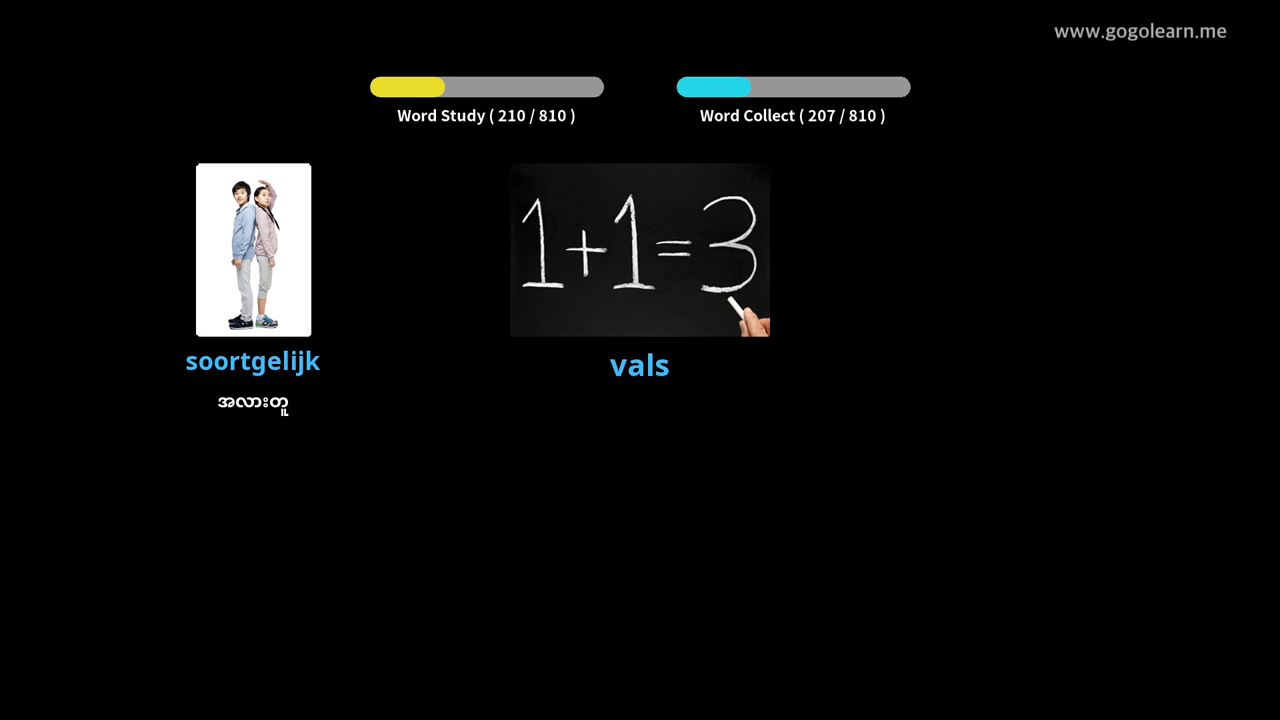 www.gogolearn.me
Word Study ( 210 / 810 )
Word Collect ( 207 / 810 )
1+1=3
soortgelijk
vals
အလားတူ